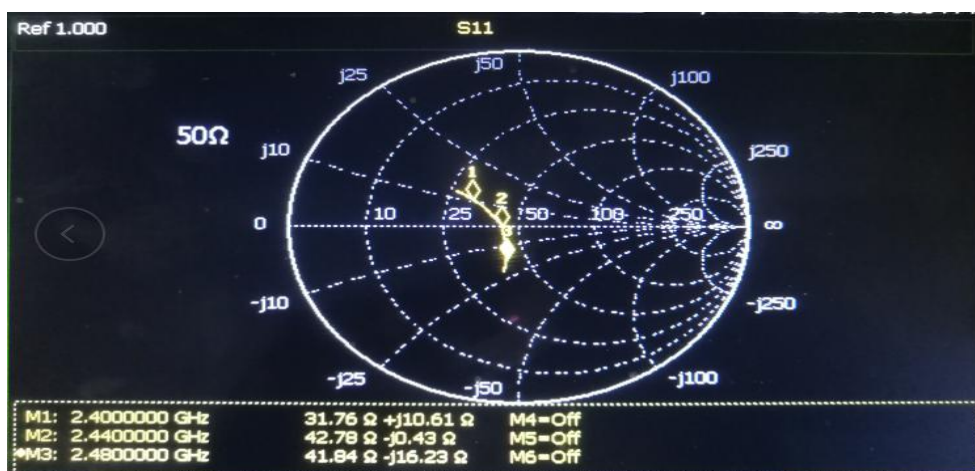 Ref 1.000
S11
j50
j25
j100
50Ω
j10
j250
1
2
0
10
25
50
100
250
∞
3
-j10
-j250
-j25
-j50
-j100
M1: 2.4000000 GHz 31.76 Ω +j10.61 Ω M4=Off
M2: 2.4400000 GHz 42.78 Ω -j0.43 Ω M5=Off
M3: 2.4800000 GHz 41.84 Ω -j16.23 Ω M6=Off